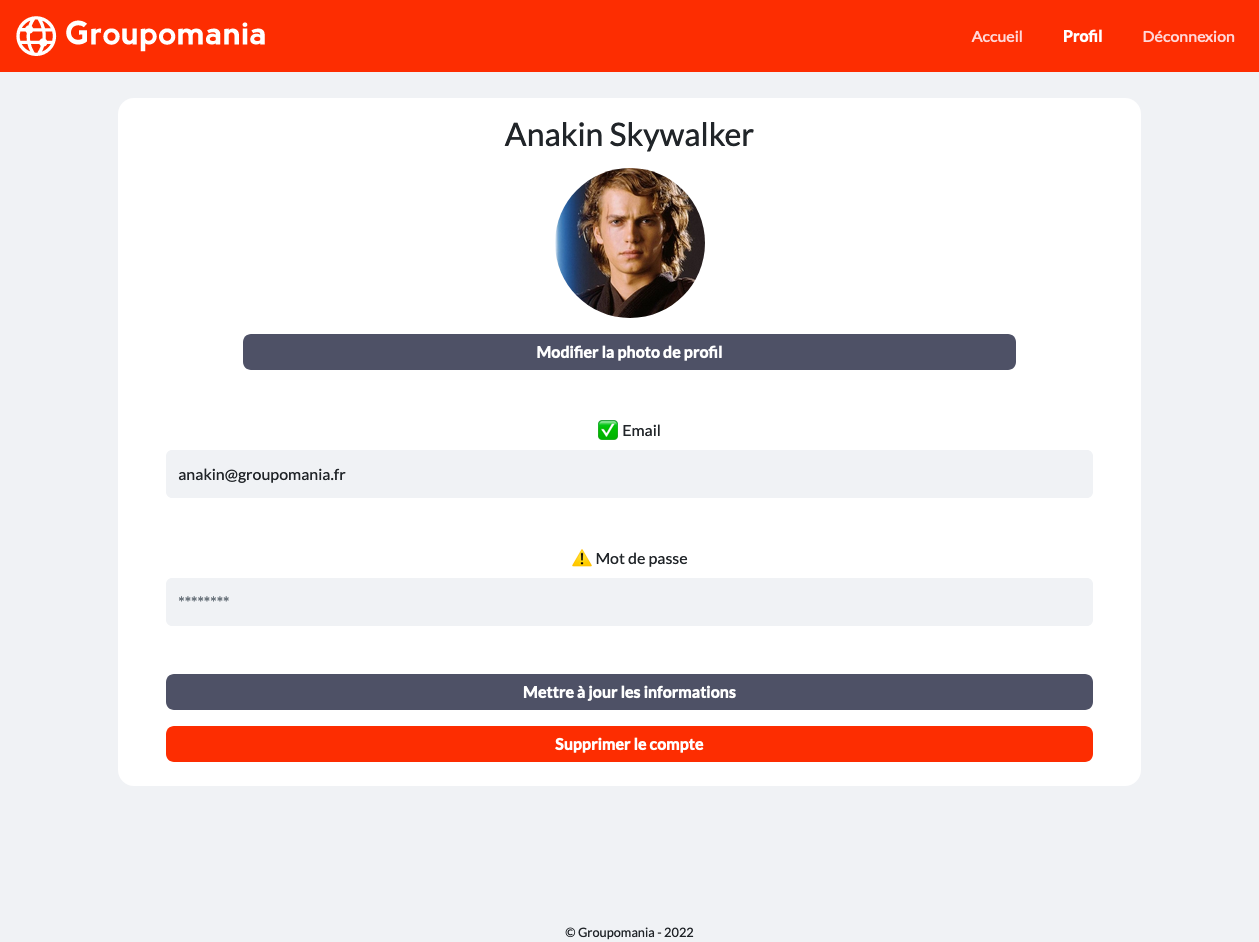 Groupomania
Accueil
Profil
Déconnexion
Anakin Skywalker
Modifier la photo de profil
✅ Email
anakin@groupomania.fr
⚠️ Mot de passe
********
Mettre à jour les informations
Supprimer le compte
© Groupomania - 2022